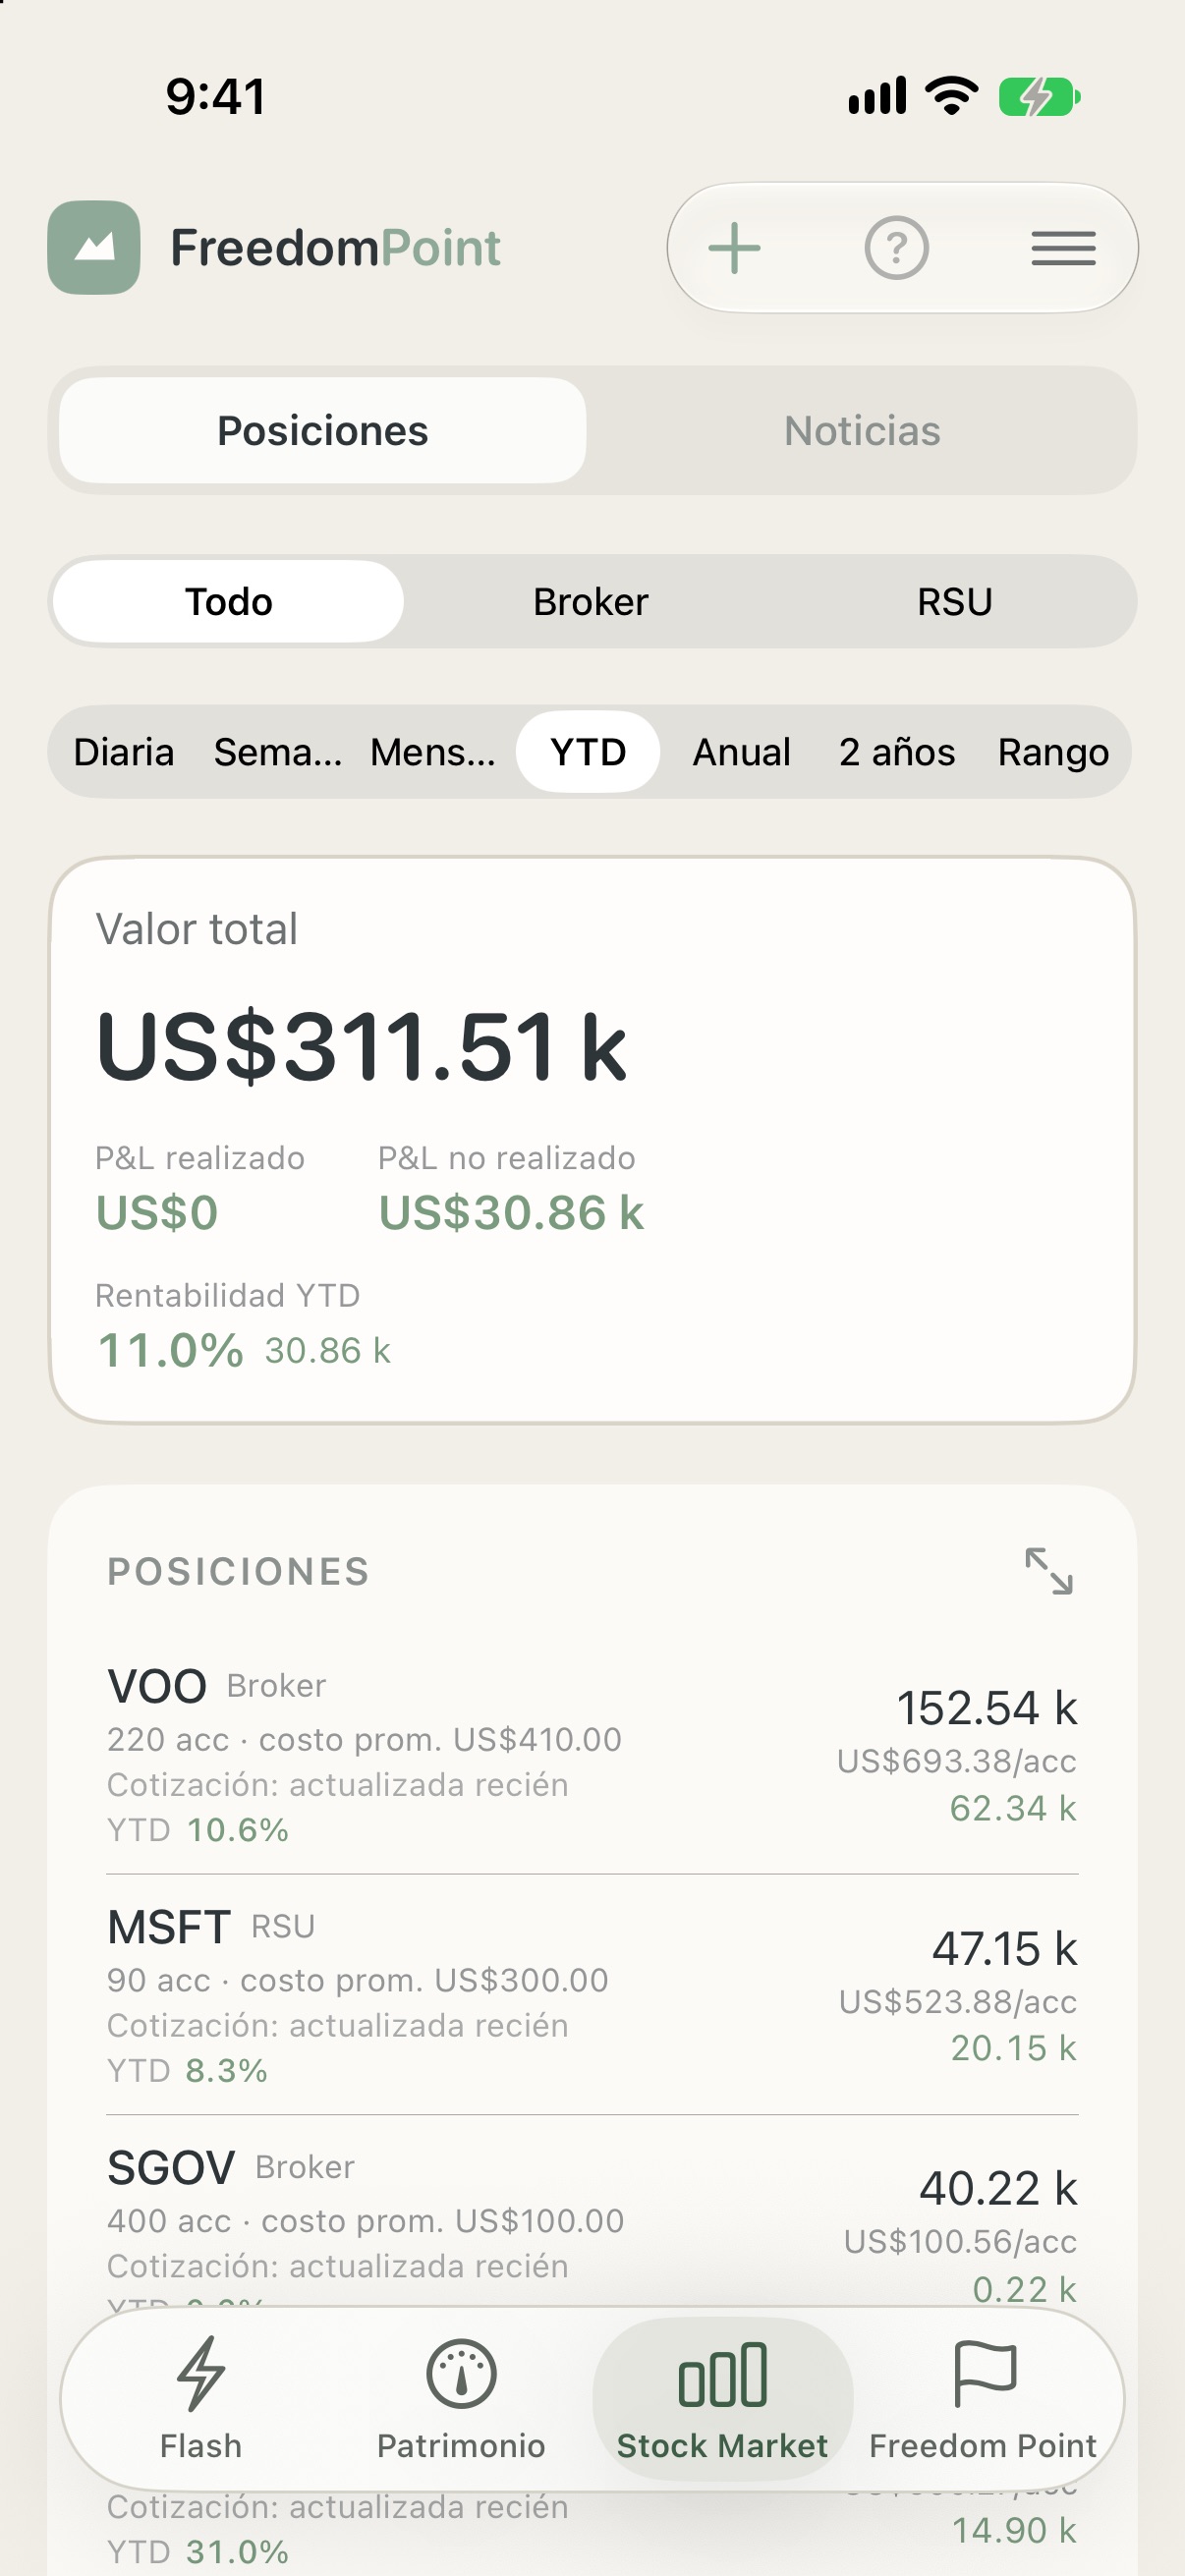 9:41
FreedomPoint
Posiciones Noticias
Todo Broker RSU
Diaria Sema... Mens... YTD Anual 2 años Rango
Valor total
US$311.51 k
P&L realizado P&L no realizado
US$0 US$30.86 k
Rentabilidad YTD
11.0% 30.86 k
POSICIONES
VOO Broker
152.54 k
220 acc · costo prom. US$410.00
US$693.38/acc
Cotización: actualizada recién
62.34 k
YTD 10.6%
MSFT RSU
47.15 k
90 acc · costo prom. US$300.00
US$523.88/acc
Cotización: actualizada recién
20.15 k
YTD 8.3%
SGOV Broker
40.22 k
400 acc · costo prom. US$100.00
US$100.56/acc
Cotización: actualizada recién
0.22 k
YTD
Flash Patrimonio Stock Market Freedom Point
Cotización: actualizada recién
14.90 k
YTD 31.0%